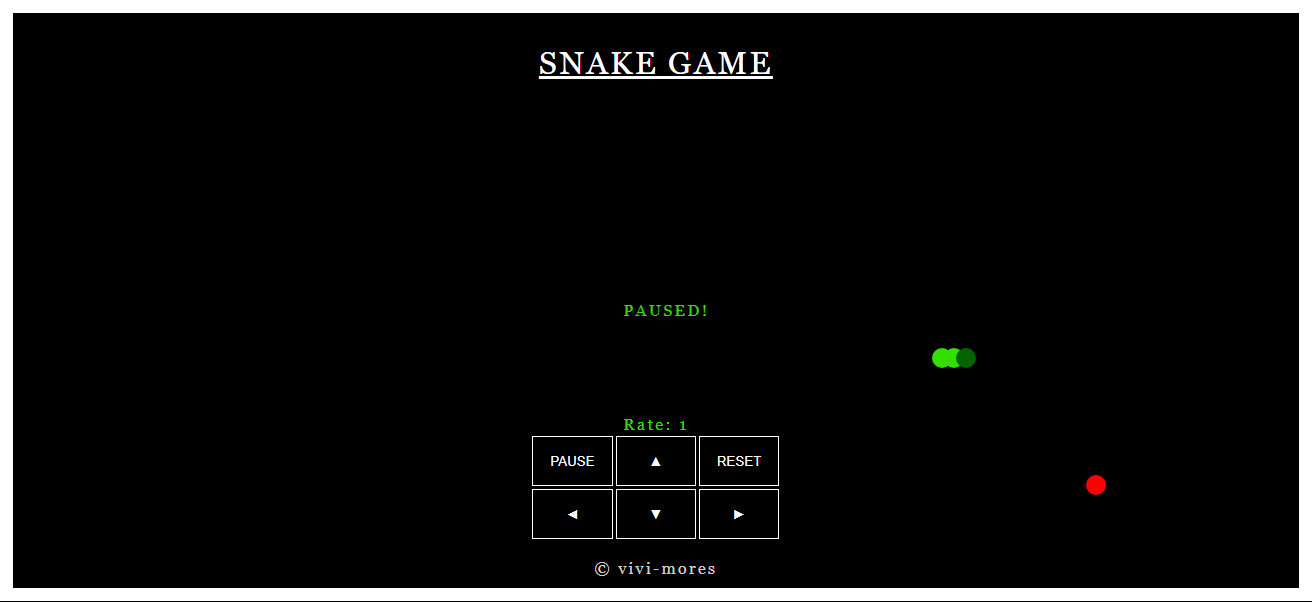 SNAKE GAME
PAUSED!
Rate: 1
PAUSE ▲ RESET
◄ ▼ ►
© vivi-mores